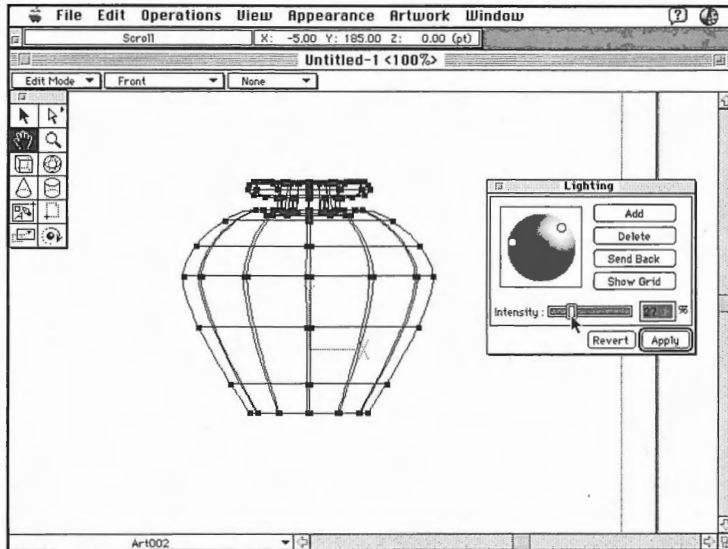 File Edit Operations View Appearance Artwork Window
Scroll X: -5.00 Y: 185.00 Z: 0.00 (pt)
Untitled-1 <100%>
Edit Mode Front None
Lighting
Add
Delete
Send Back
Show Grid
Intensity : %
Revert Apply
X
Art002